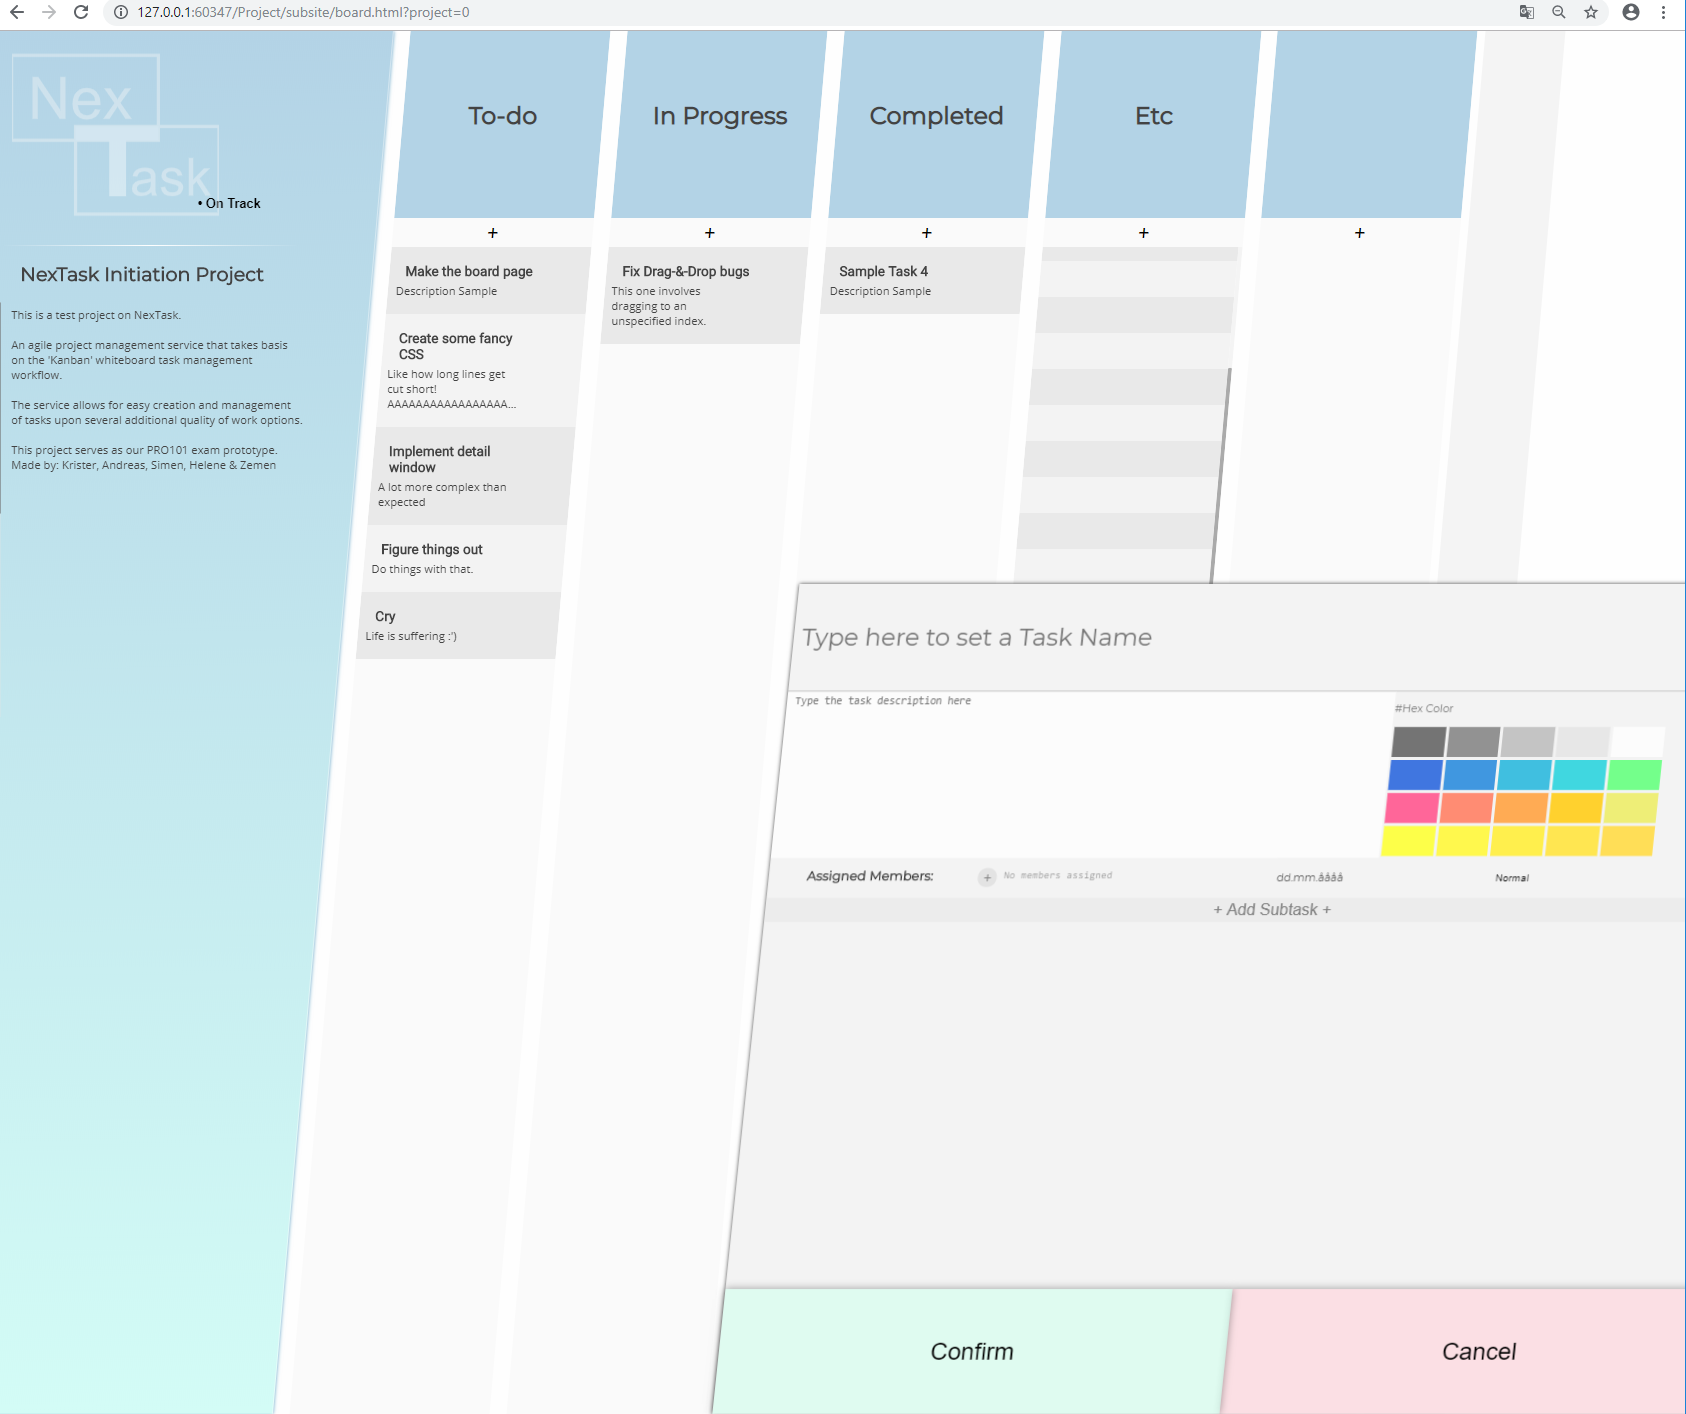 127.0.0.1:60347/Project/subsite/board.html?project=0
Nex
Task
• On Track
NexTask Initiation Project
This is a test project on NexTask.
An agile project management service that takes basis
on the 'Kanban' whiteboard task management
workflow.
The service allows for easy creation and management
of tasks upon several additional quality of work options.
This project serves as our PRO101 exam prototype.
Made by: Krister, Andreas, Simen, Helene & Zemen
To-do
+
Make the board page
Description Sample
Create some fancy
CSS
Like how long lines get
cut short!
AAAAAAAAAAAAAAAAA...
Implement detail
window
A lot more complex than
expected
Figure things out
Do things with that.
Cry
Life is suffering :')
In Progress
+
Fix Drag-&-Drop bugs
This one involves
dragging to an
unspecified index.
Completed
+
Sample Task 4
Description Sample
Etc
+
+
Type here to set a Task Name
Type the task description here
#Hex Color
Assigned Members:
+ No members assigned
dd.mm.åååå
Normal
+ Add Subtask +
Confirm
Cancel